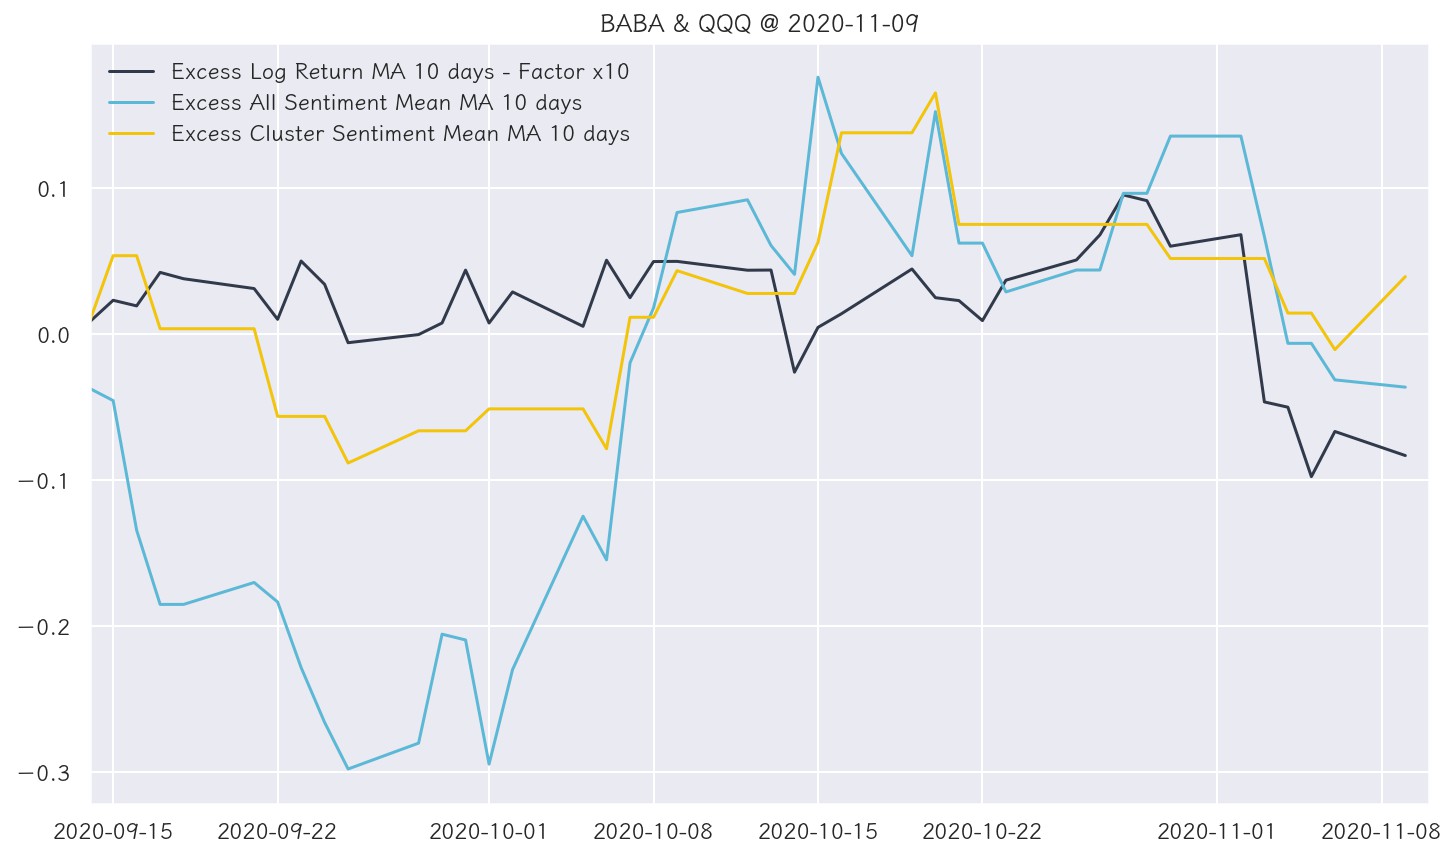 BABA & QQQ @ 2020-11-09
Excess Log Return MA 10 days - Factor x10
Excess All Sentiment Mean MA 10 days
Excess Cluster Sentiment Mean MA 10 days
0.1
0.0
−0.1
−0.2
−0.3
2020-09-15 2020-09-22 2020-10-01 2020-10-08 2020-10-15 2020-10-22 2020-11-01 2020-11-08